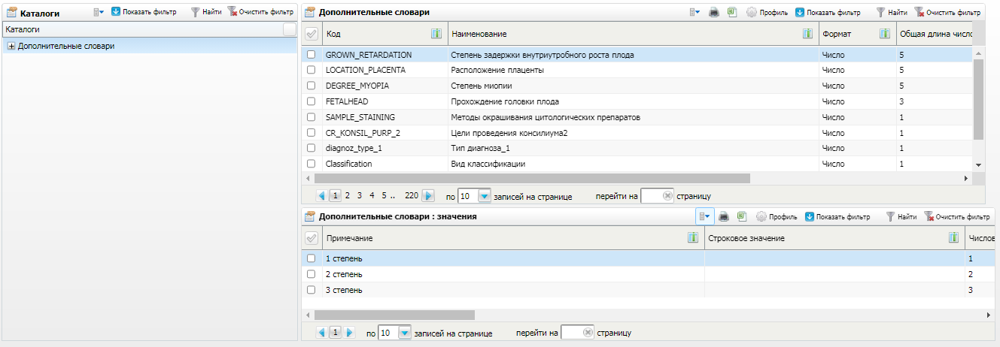 Каталоги Показать фильтр Найти Очистить фильтр
Каталоги
Дополнительные словари
Дополнительные словари Профиль Показать фильтр Найти Очистить фильтр
Код Наименование Формат Общая длина число
GROWN_RETARDATION Степень задержки внутриутробного роста плода Число 5
LOCATION_PLACENTA Расположение плаценты Число 5
DEGREE_MYOPIA Степень миопии Число 5
FETALHEAD Прохождение головки плода Число 3
SAMPLE_STAINING Методы окрашивания цитологических препаратов Число 1
CR_KONSIL_PURP_2 Цели проведения консилиума2 Число 1
diagnoz_type_1 Тип диагноза_1 Число 1
Classification Вид классификации Число 1
1 2 3 4 5 .. 220 по 10 записей на странице перейти на страницу
Дополнительные словари : значения Профиль Показать фильтр Найти Очистить фильтр
Примечание Строковое значение Числов
1 степень 1
2 степень 2
3 степень 3
1 по 10 записей на странице перейти на страницу